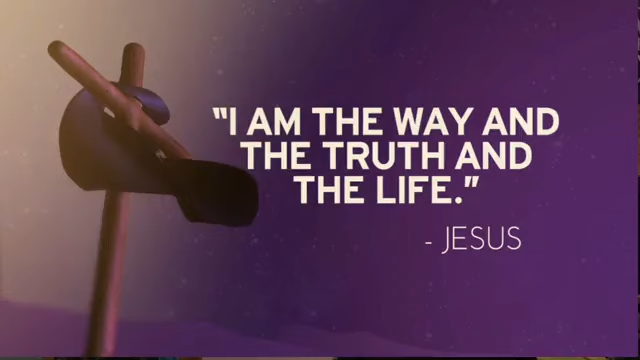 “I AM THE WAY AND
THE TRUTH AND
THE LIFE.”
- JESUS